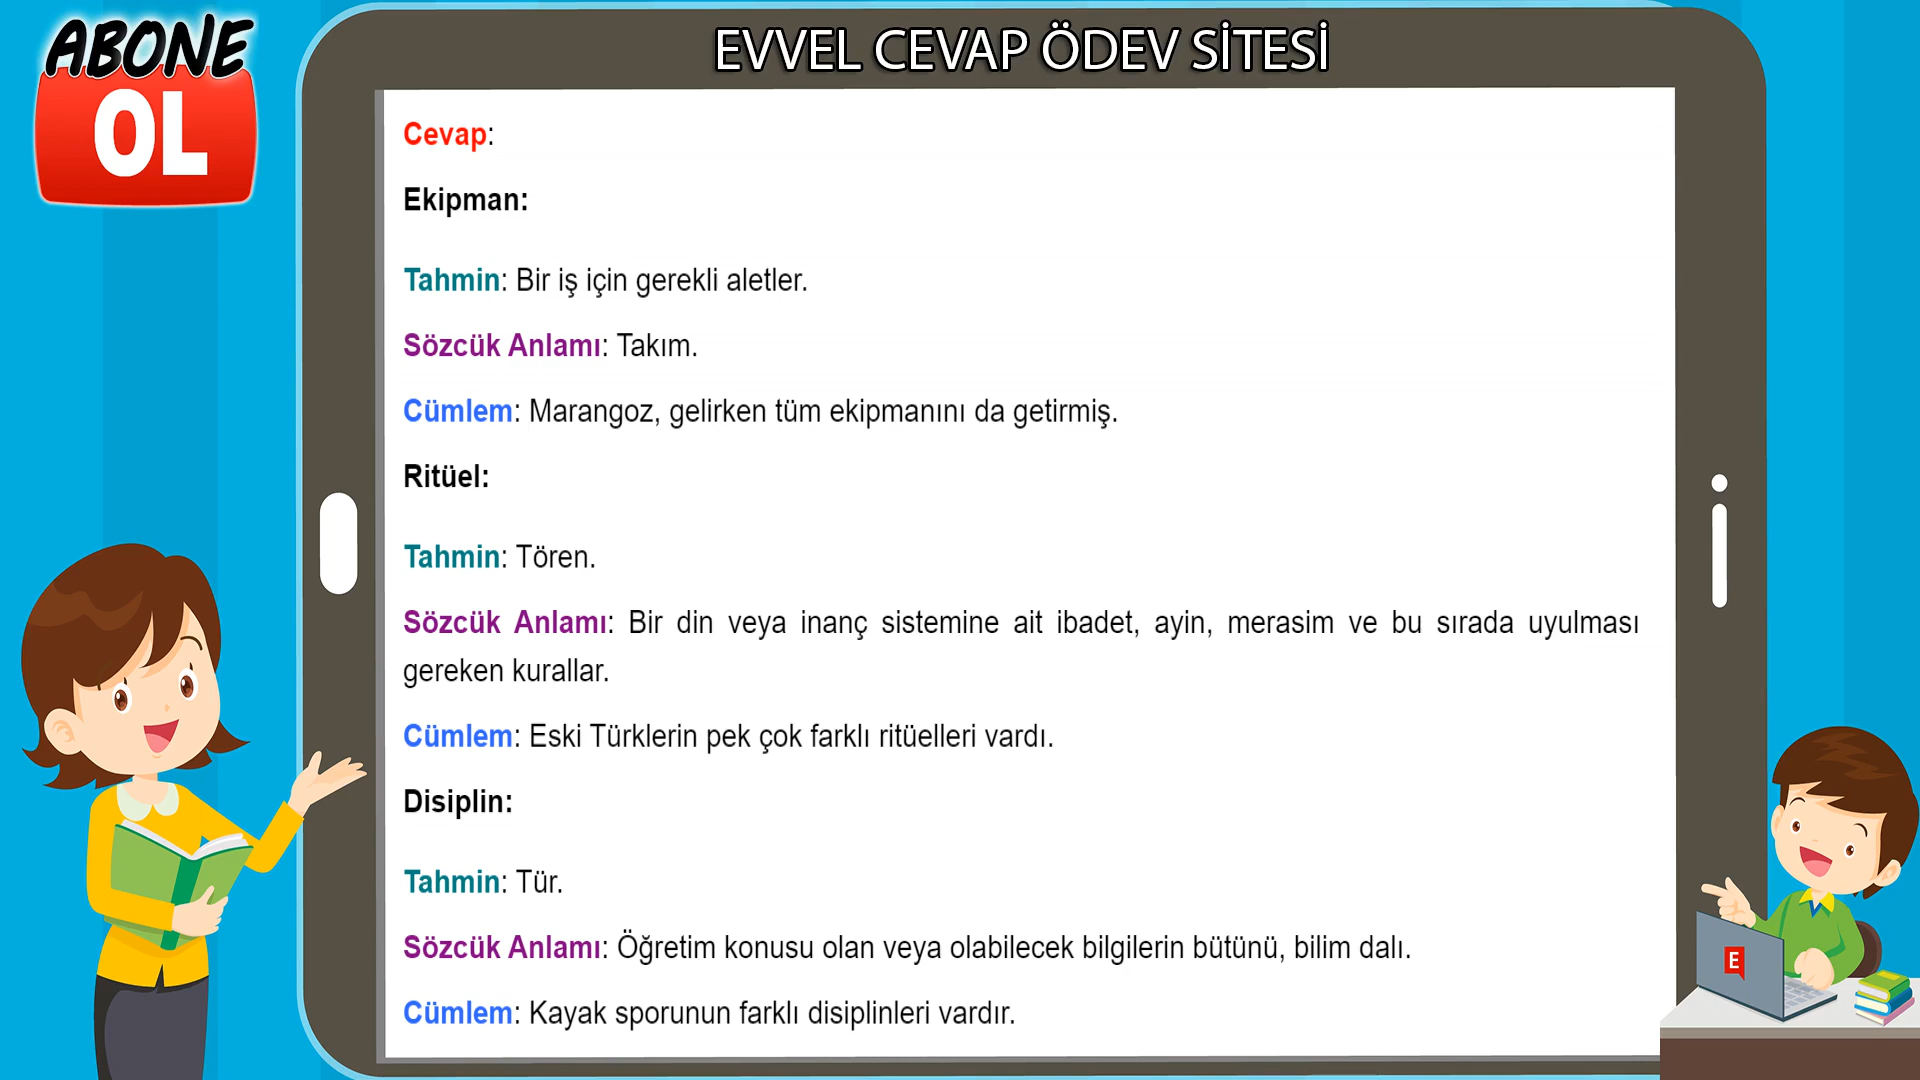 ABONE
OL
EVVEL CEVAP ÖDEV SİTESİ
Cevap:
Ekipman:
Tahmin: Bir iş için gerekli aletler.
Sözcük Anlamı: Takım.
Cümlem: Marangoz, gelirken tüm ekipmanını da getirmiş.
Ritüel:
Tahmin: Tören.
Sözcük Anlamı: Bir din veya inanç sistemine ait ibadet, ayin, merasim ve bu sırada uyulması
gereken kurallar.
Cümlem: Eski Türklerin pek çok farklı ritüelleri vardı.
Disiplin:
Tahmin: Tür.
Sözcük Anlamı: Öğretim konusu olan veya olabilecek bilgilerin bütünü, bilim dalı.
Cümlem: Kayak sporunun farklı disiplinleri vardır.
E